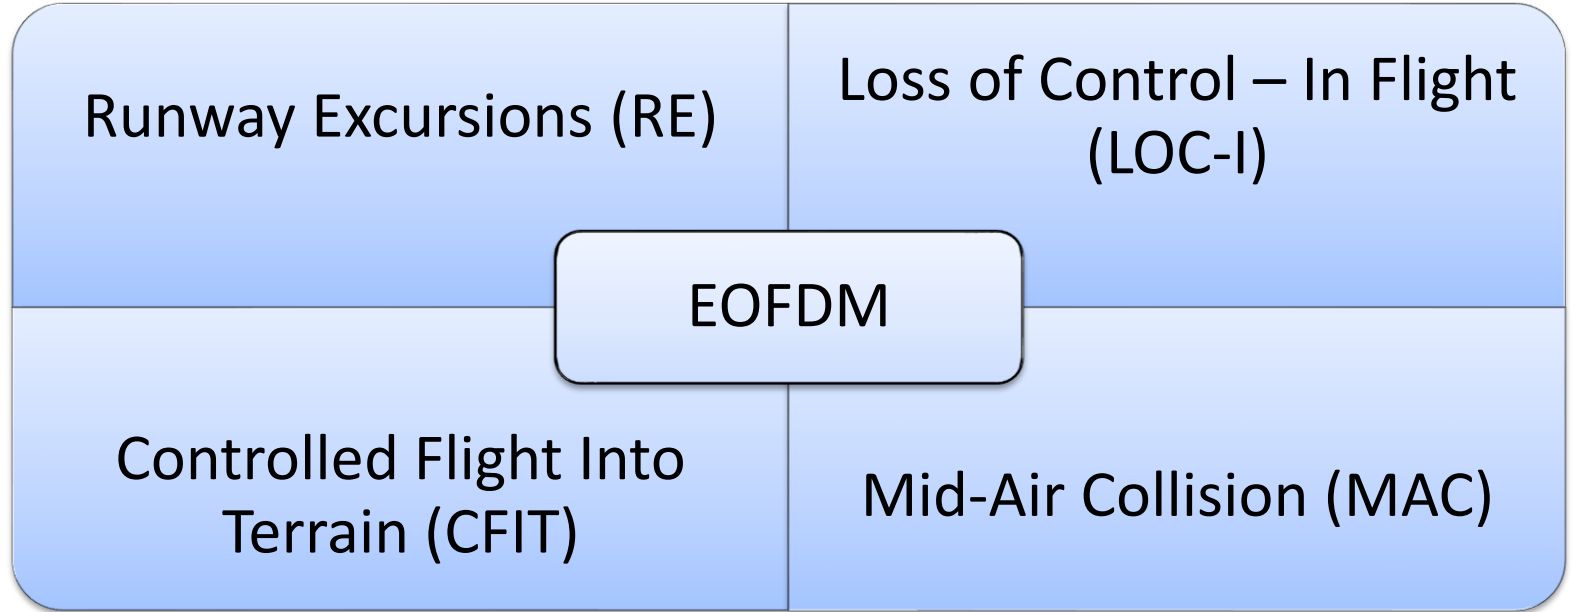 Runway Excursions (RE)
Loss of Control – In Flight
(LOC-I)
EOFDM
Controlled Flight Into
Terrain (CFIT)
Mid-Air Collision (MAC)